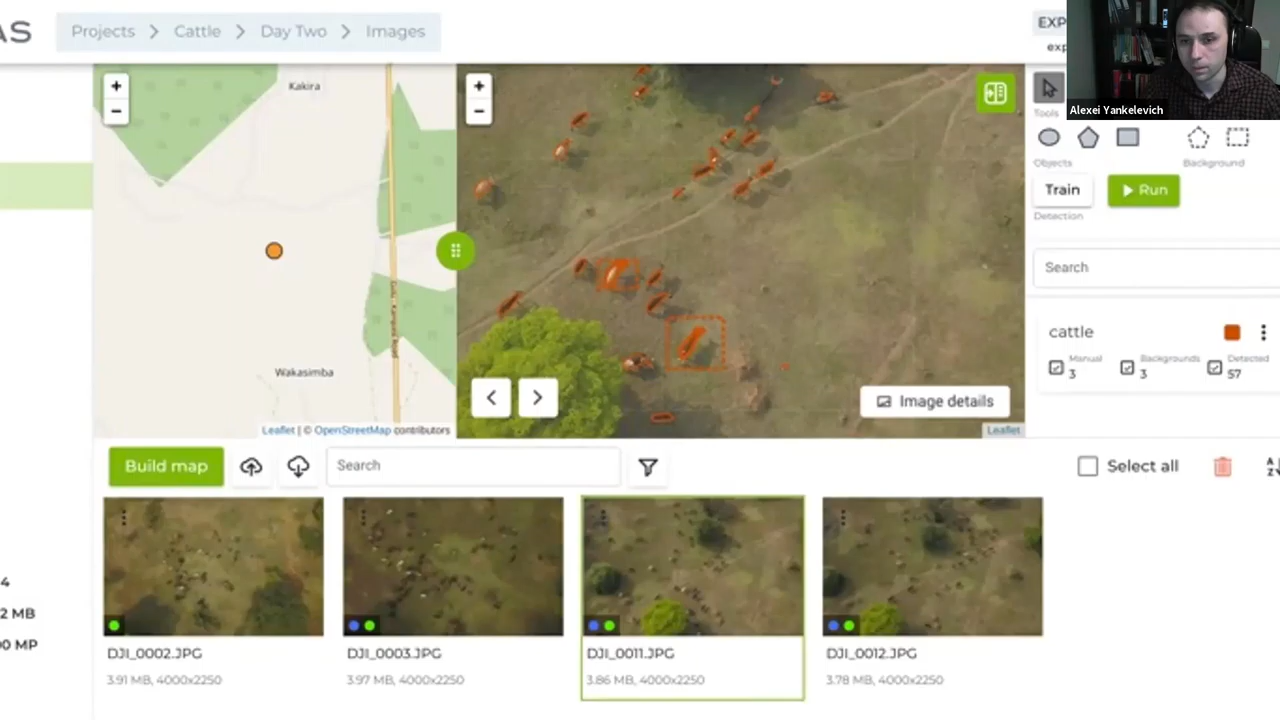 AS
Projects > Cattle > Day Two > Images
EXP
exp
Alexei Yankelevich
Kakira
Wakasimba
Leaflet | © OpenStreetMap contributors
Image details
Leaflet
Tools
Objects
Background
Train
Run
Detection
Search
cattle
Manual
3
Backgrounds
3
Detected
57
Build map
Search
Select all
A
Z
4
2 MB
0 MP
DJI_0002.JPG
3.91 MB, 4000x2250
DJI_0003.JPG
3.97 MB, 4000x2250
DJI_0011.JPG
3.86 MB, 4000x2250
DJI_0012.JPG
3.78 MB, 4000x2250